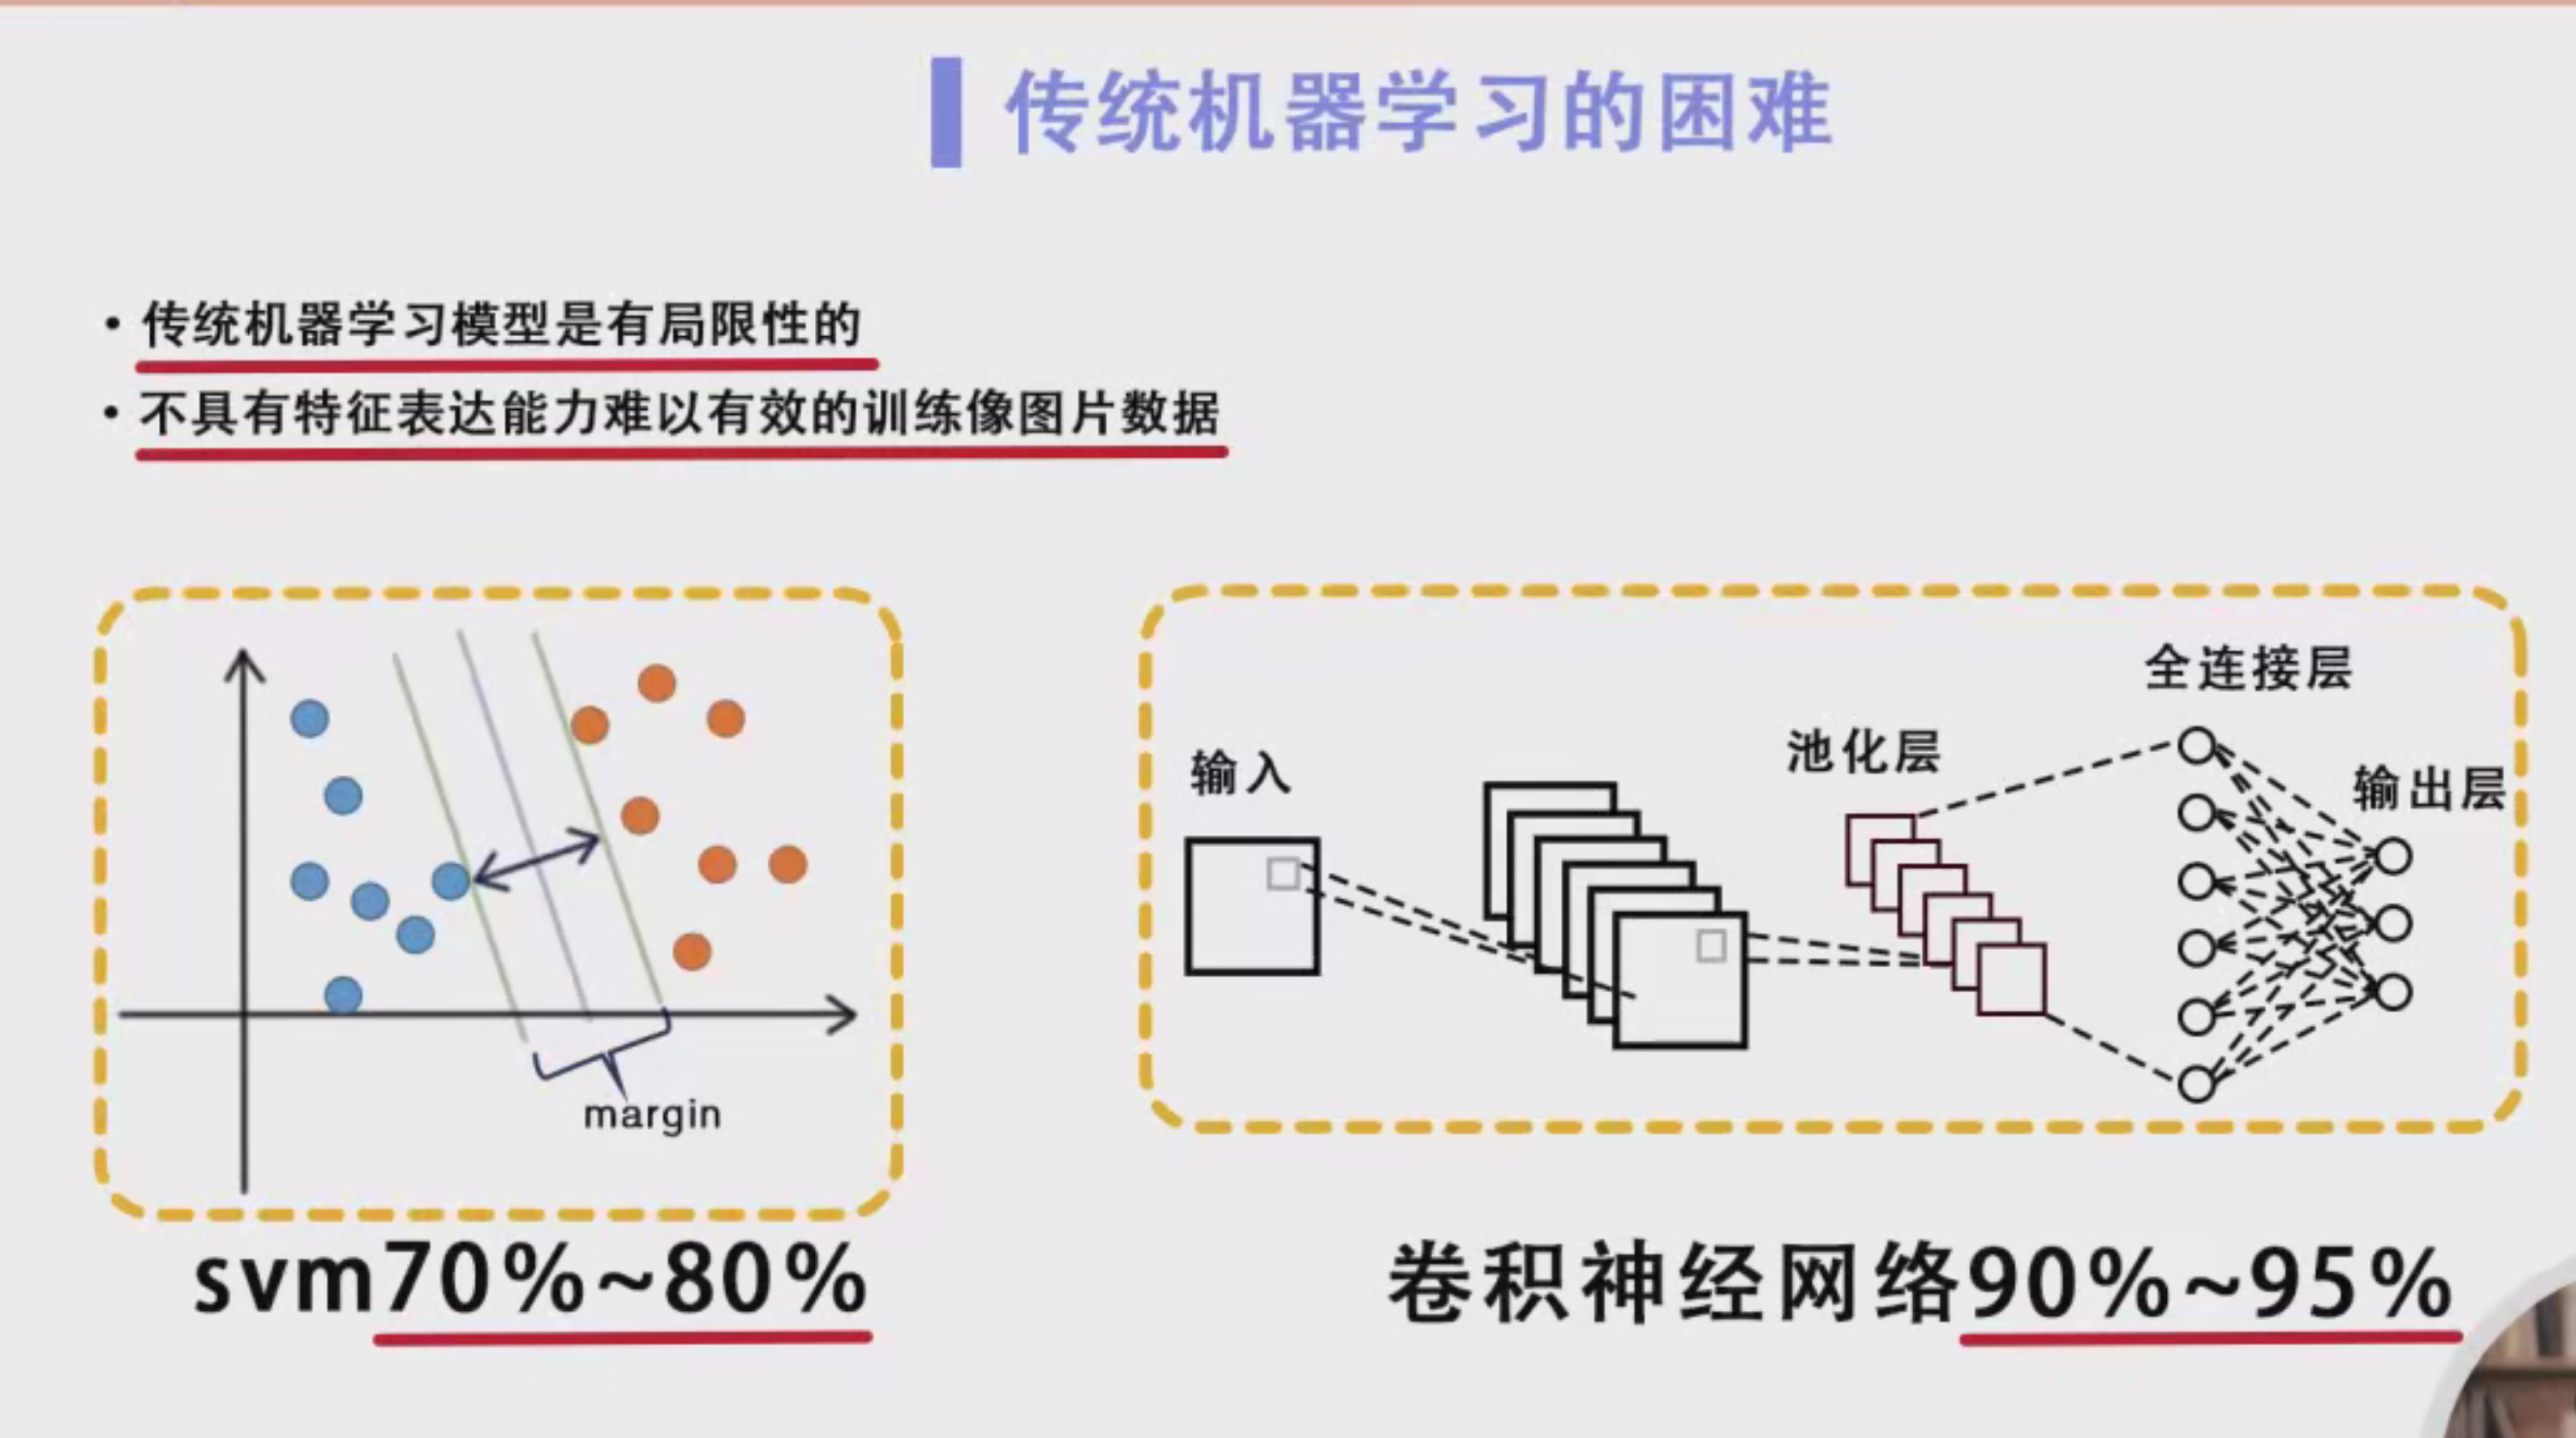 传统机器学习的困难
• 传统机器学习模型是有局限性的
• 不具有特征表达能力难以有效的训练像图片数据
margin
svm70%~80%
输入
池化层
全连接层
输出层
卷积神经网络90%~95%